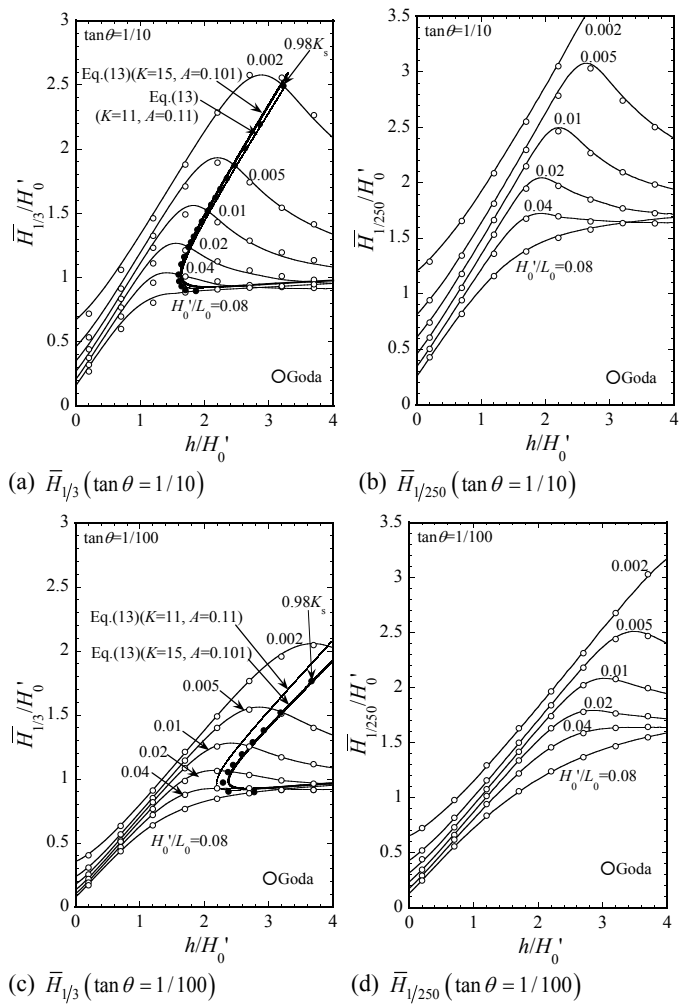 tanθ=1/10
0.002
0.98Kₛ
Eq.(13)(K=15, A=0.101)
Eq.(13)
(K=11, A=0.11)
0.005
0.01
0.02
0.04
H₀'/L₀=0.08
○Goda
H̅₁/₃/H₀'
3
2.5
2
1.5
1
0.5
0
0 1 2 3 4
h/H₀'
(a) H̅₁/₃ (tan θ = 1/10)
tanθ=1/10
0.002
0.005
0.01
0.02
0.04
H₀'/L₀=0.08
○Goda
H̅₁/₂₅₀/H₀'
3.5
3
2.5
2
1.5
1
0.5
0
0 1 2 3 4
h/H₀'
(b) H̅₁/₂₅₀ (tan θ = 1/10)
tanθ=1/100
0.98Kₛ
Eq.(13)(K=11, A=0.11)
0.002
Eq.(13)(K=15, A=0.101)
0.005
0.01
0.02
0.04
H₀'/L₀=0.08
○Goda
H̅₁/₃/H₀'
3
2.5
2
1.5
1
0.5
0
0 1 2 3 4
h/H₀'
(c) H̅₁/₃ (tan θ = 1/100)
tanθ=1/100
0.002
0.005
0.01
0.02
0.04
H₀'/L₀=0.08
○Goda
H̅₁/₂₅₀/H₀'
3.5
3
2.5
2
1.5
1
0.5
0
0 1 2 3 4
h/H₀'
(d) H̅₁/₂₅₀ (tan θ = 1/100)